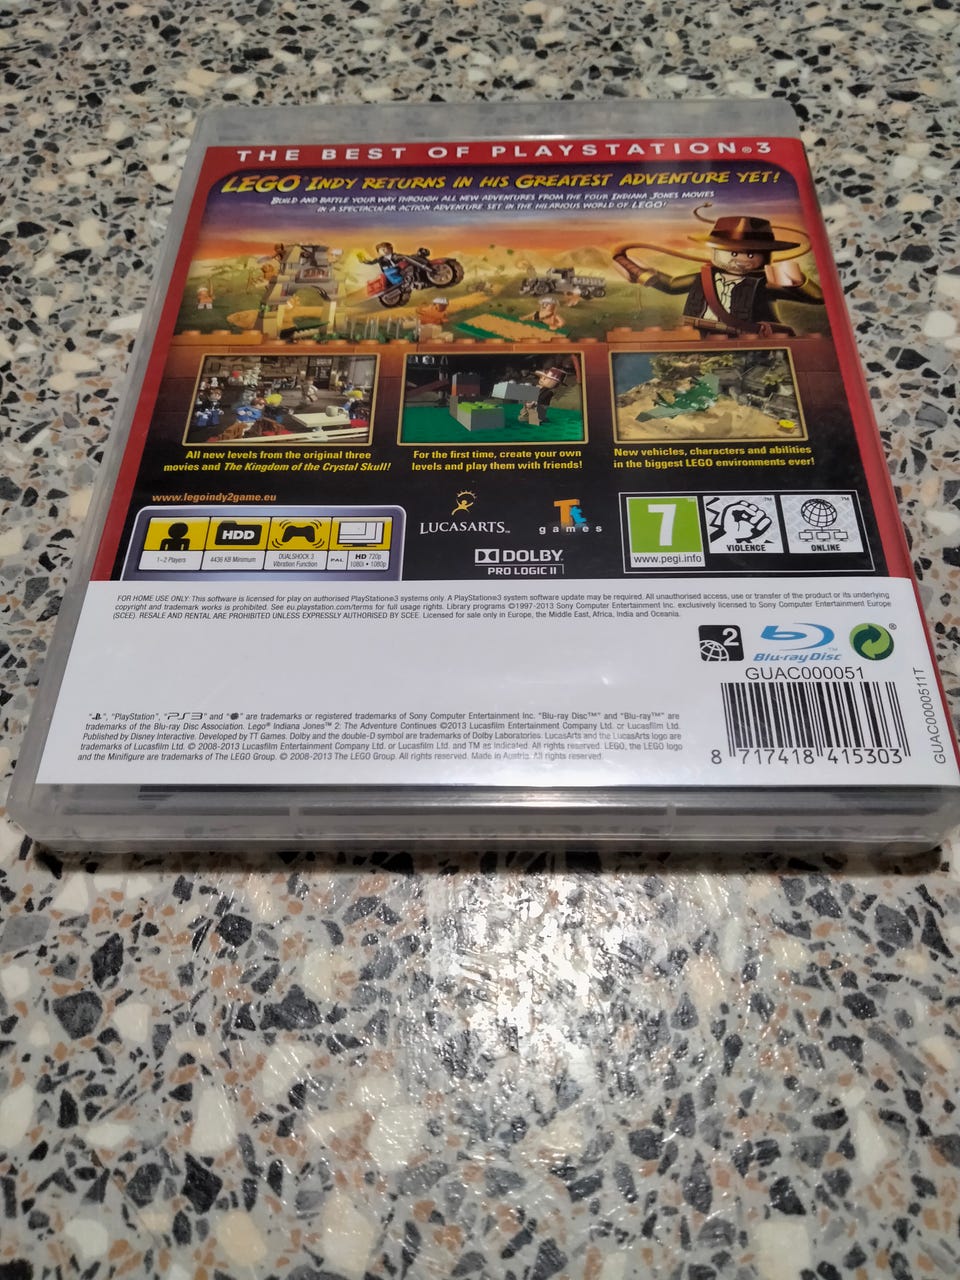 THE BEST OF PLAYSTATION®3
LEGO® INDY RETURNS IN HIS GREATEST ADVENTURE YET!
BUILD AND BATTLE YOUR WAY THROUGH ALL NEW ADVENTURES FROM THE FOUR INDIANA JONES MOVIES
IN A SPECTACULAR ACTION ADVENTURE SET IN THE HILARIOUS WORLD OF LEGO!
All new levels from the original three
movies and The Kingdom of the Crystal Skull!
For the first time, create your own
levels and play them with friends!
New vehicles, characters and abilities
in the biggest LEGO environments ever!
www.legoindy2game.eu
1-2 Players
HDD
4436 KB Minimum
DUALSHOCK 3
Vibration Function
PAL
HD 720p
1080i • 1080p
LUCASARTS™
TT games
DOLBY
PRO LOGIC II
7
www.pegi.info
VIOLENCE
ONLINE
FOR HOME USE ONLY: This software is licensed for play on authorised PlayStation®3 systems only. A PlayStation®3 system software update may be required. All unauthorised access, use or transfer of the product or its underlying
copyright and trademark works is prohibited. See eu.playstation.com/terms for full usage rights. Library programs ©1997-2013 Sony Computer Entertainment Inc. exclusively licensed to Sony Computer Entertainment Europe
(SCEE). RESALE AND RENTAL ARE PROHIBITED UNLESS EXPRESSLY AUTHORISED BY SCEE. Licensed for sale only in Europe, the Middle East, Africa, India and Oceania.
2
Blu-ray Disc™
GUAC000051
"PlayStation", "PS3" and are trademarks or registered trademarks of Sony Computer Entertainment Inc. "Blu-ray Disc™" and "Blu-ray™" are
trademarks of the Blu-ray Disc Association. Lego® Indiana Jones™ 2: The Adventure Continues ©2013 Lucasfilm Entertainment Company Ltd.
Published by Disney Interactive. Developed by TT Games. Dolby and the double-D symbol are trademarks of Dolby Laboratories. LucasArts and the LucasArts logo are
trademarks of Lucasfilm Ltd. © 2008-2013 Lucasfilm Entertainment Company Ltd. or Lucasfilm Ltd. and TM as indicated. All rights reserved. LEGO, the LEGO logo
and the Minifigure are trademarks of The LEGO Group. © 2008-2013 The LEGO Group. All rights reserved. Made in Austria. All rights reserved.
8 717418 415303
GUAC0000511T